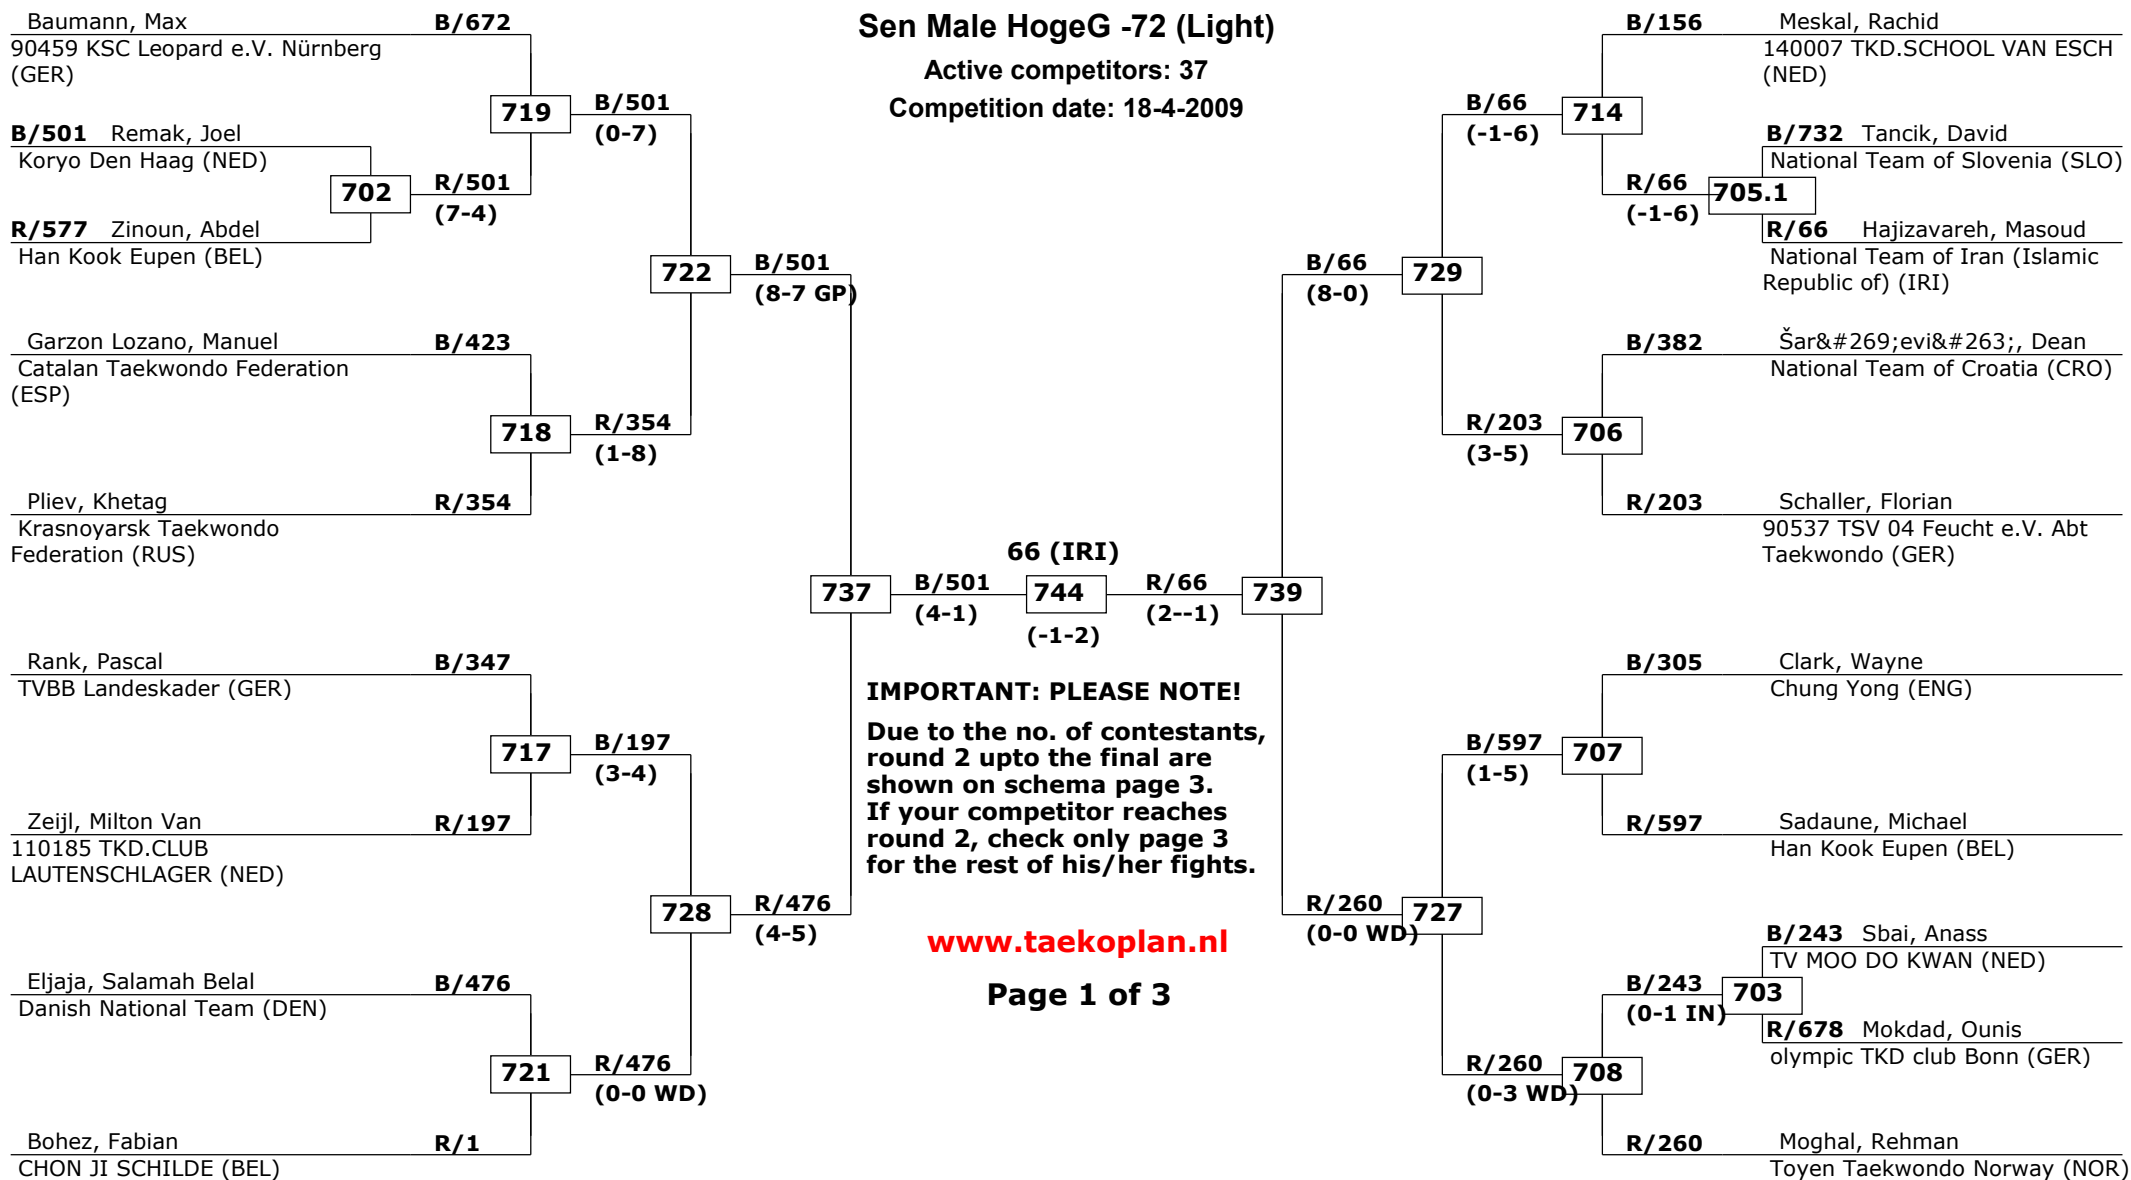 Sen Male HogeG -72 (Light)
Active competitors: 37
Competition date: 18-4-2009
Baumann, Max B/672
90459 KSC Leopard e.V. Nürnberg
(GER)
719
B/501
(0-7)
B/501 Remak, Joel
Koryo Den Haag (NED)
702
R/501
(7-4)
R/577 Zinoun, Abdel
Han Kook Eupen (BEL)
722
B/501
(8-7 GP)
Garzon Lozano, Manuel B/423
Catalan Taekwondo Federation
(ESP)
718
R/354
(1-8)
Pliev, Khetag R/354
Krasnoyarsk Taekwondo
Federation (RUS)
737
B/501
(4-1)
66 (IRI)
744
(-1-2)
R/66
(2--1)
739
Rank, Pascal B/347
TVBB Landeskader (GER)
717
B/197
(3-4)
Zeijl, Milton Van R/197
110185 TKD.CLUB
LAUTENSCHLAGER (NED)
728
R/476
(4-5)
Eljaja, Salamah Belal B/476
Danish National Team (DEN)
721
R/476
(0-0 WD)
Bohez, Fabian R/1
CHON JI SCHILDE (BEL)
IMPORTANT: PLEASE NOTE!
Due to the no. of contestants,
round 2 upto the final are
shown on schema page 3.
If your competitor reaches
round 2, check only page 3
for the rest of his/her fights.
www.taekoplan.nl
Page 1 of 3
B/156 Meskal, Rachid
140007 TKD.SCHOOL VAN ESCH
(NED)
B/66
(-1-6)
714
B/732 Tancik, David
National Team of Slovenia (SLO)
R/66
(-1-6)
705.1
R/66 Hajizavareh, Masoud
National Team of Iran (Islamic
Republic of) (IRI)
B/66
(8-0)
729
B/382 Šar&#269;evi&#263;, Dean
National Team of Croatia (CRO)
R/203
(3-5)
706
R/203 Schaller, Florian
90537 TSV 04 Feucht e.V. Abt
Taekwondo (GER)
B/305 Clark, Wayne
Chung Yong (ENG)
B/597
(1-5)
707
R/597 Sadaune, Michael
Han Kook Eupen (BEL)
R/260
(0-0 WD)
727
B/243 Sbai, Anass
TV MOO DO KWAN (NED)
B/243
(0-1 IN)
703
R/678 Mokdad, Ounis
olympic TKD club Bonn (GER)
R/260
(0-3 WD)
708
R/260 Moghal, Rehman
Toyen Taekwondo Norway (NOR)